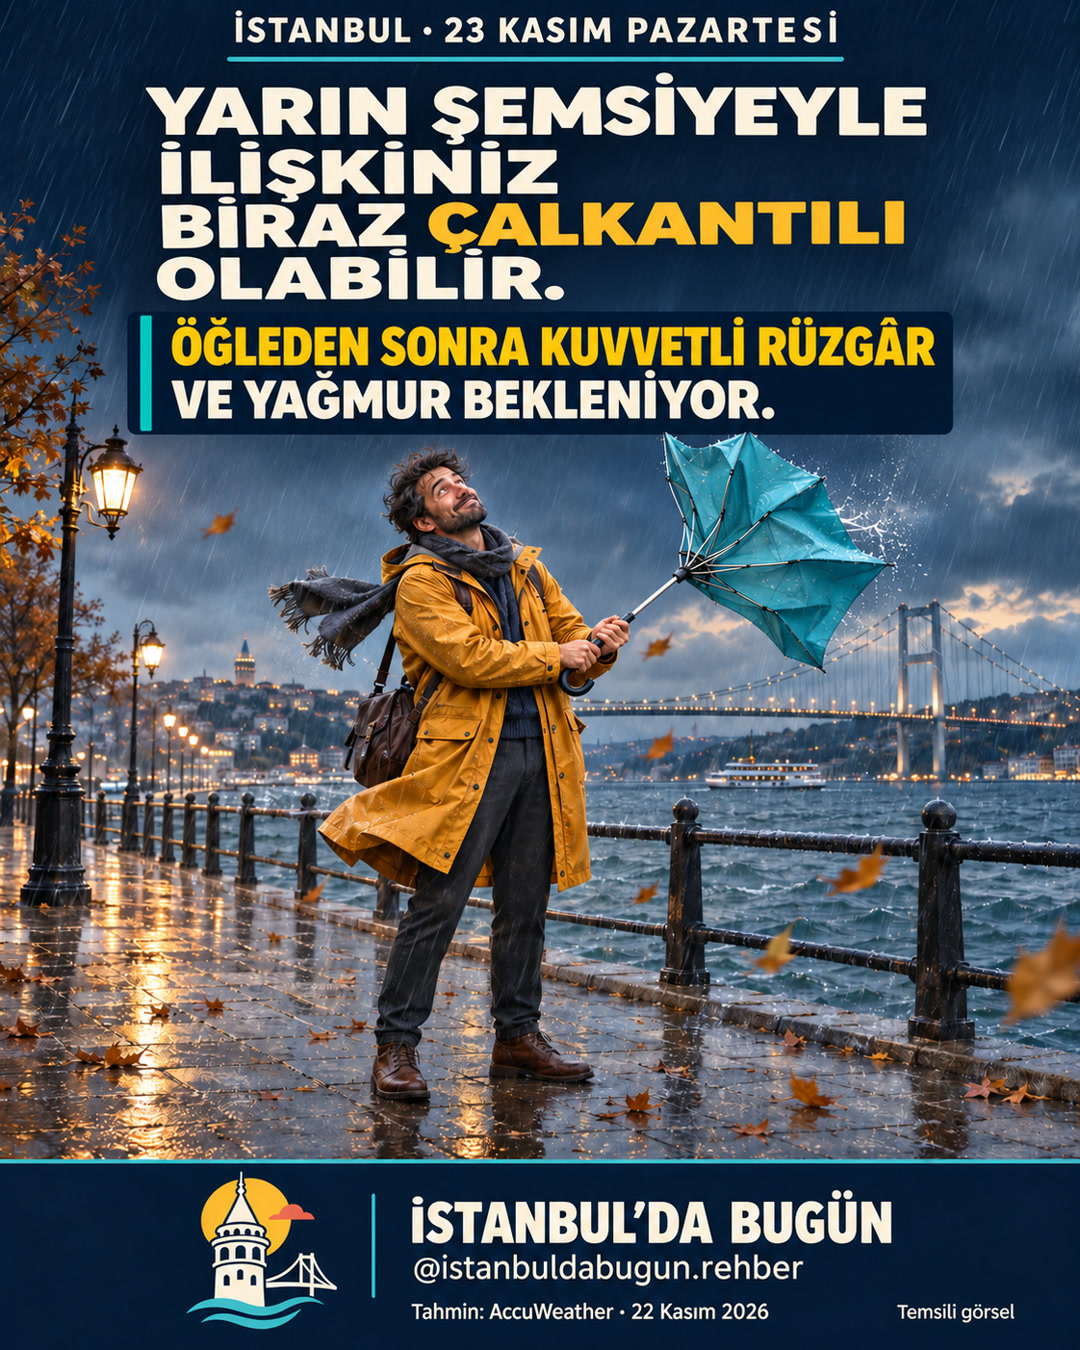 İSTANBUL • 23 KASIM PAZARTESİ
YARIN ŞEMSİYEYLE
İLİŞKİNİZ
BİRAZ ÇALKANTILI
OLABİLİR.
ÖĞLEDEN SONRA KUVVETLİ RÜZGÂR
VE YAĞMUR BEKLENİYOR.
İSTANBUL'DA BUGÜN
@istanbuldabugun.rehber
Tahmin: AccuWeather • 22 Kasım 2026
Temsili görsel